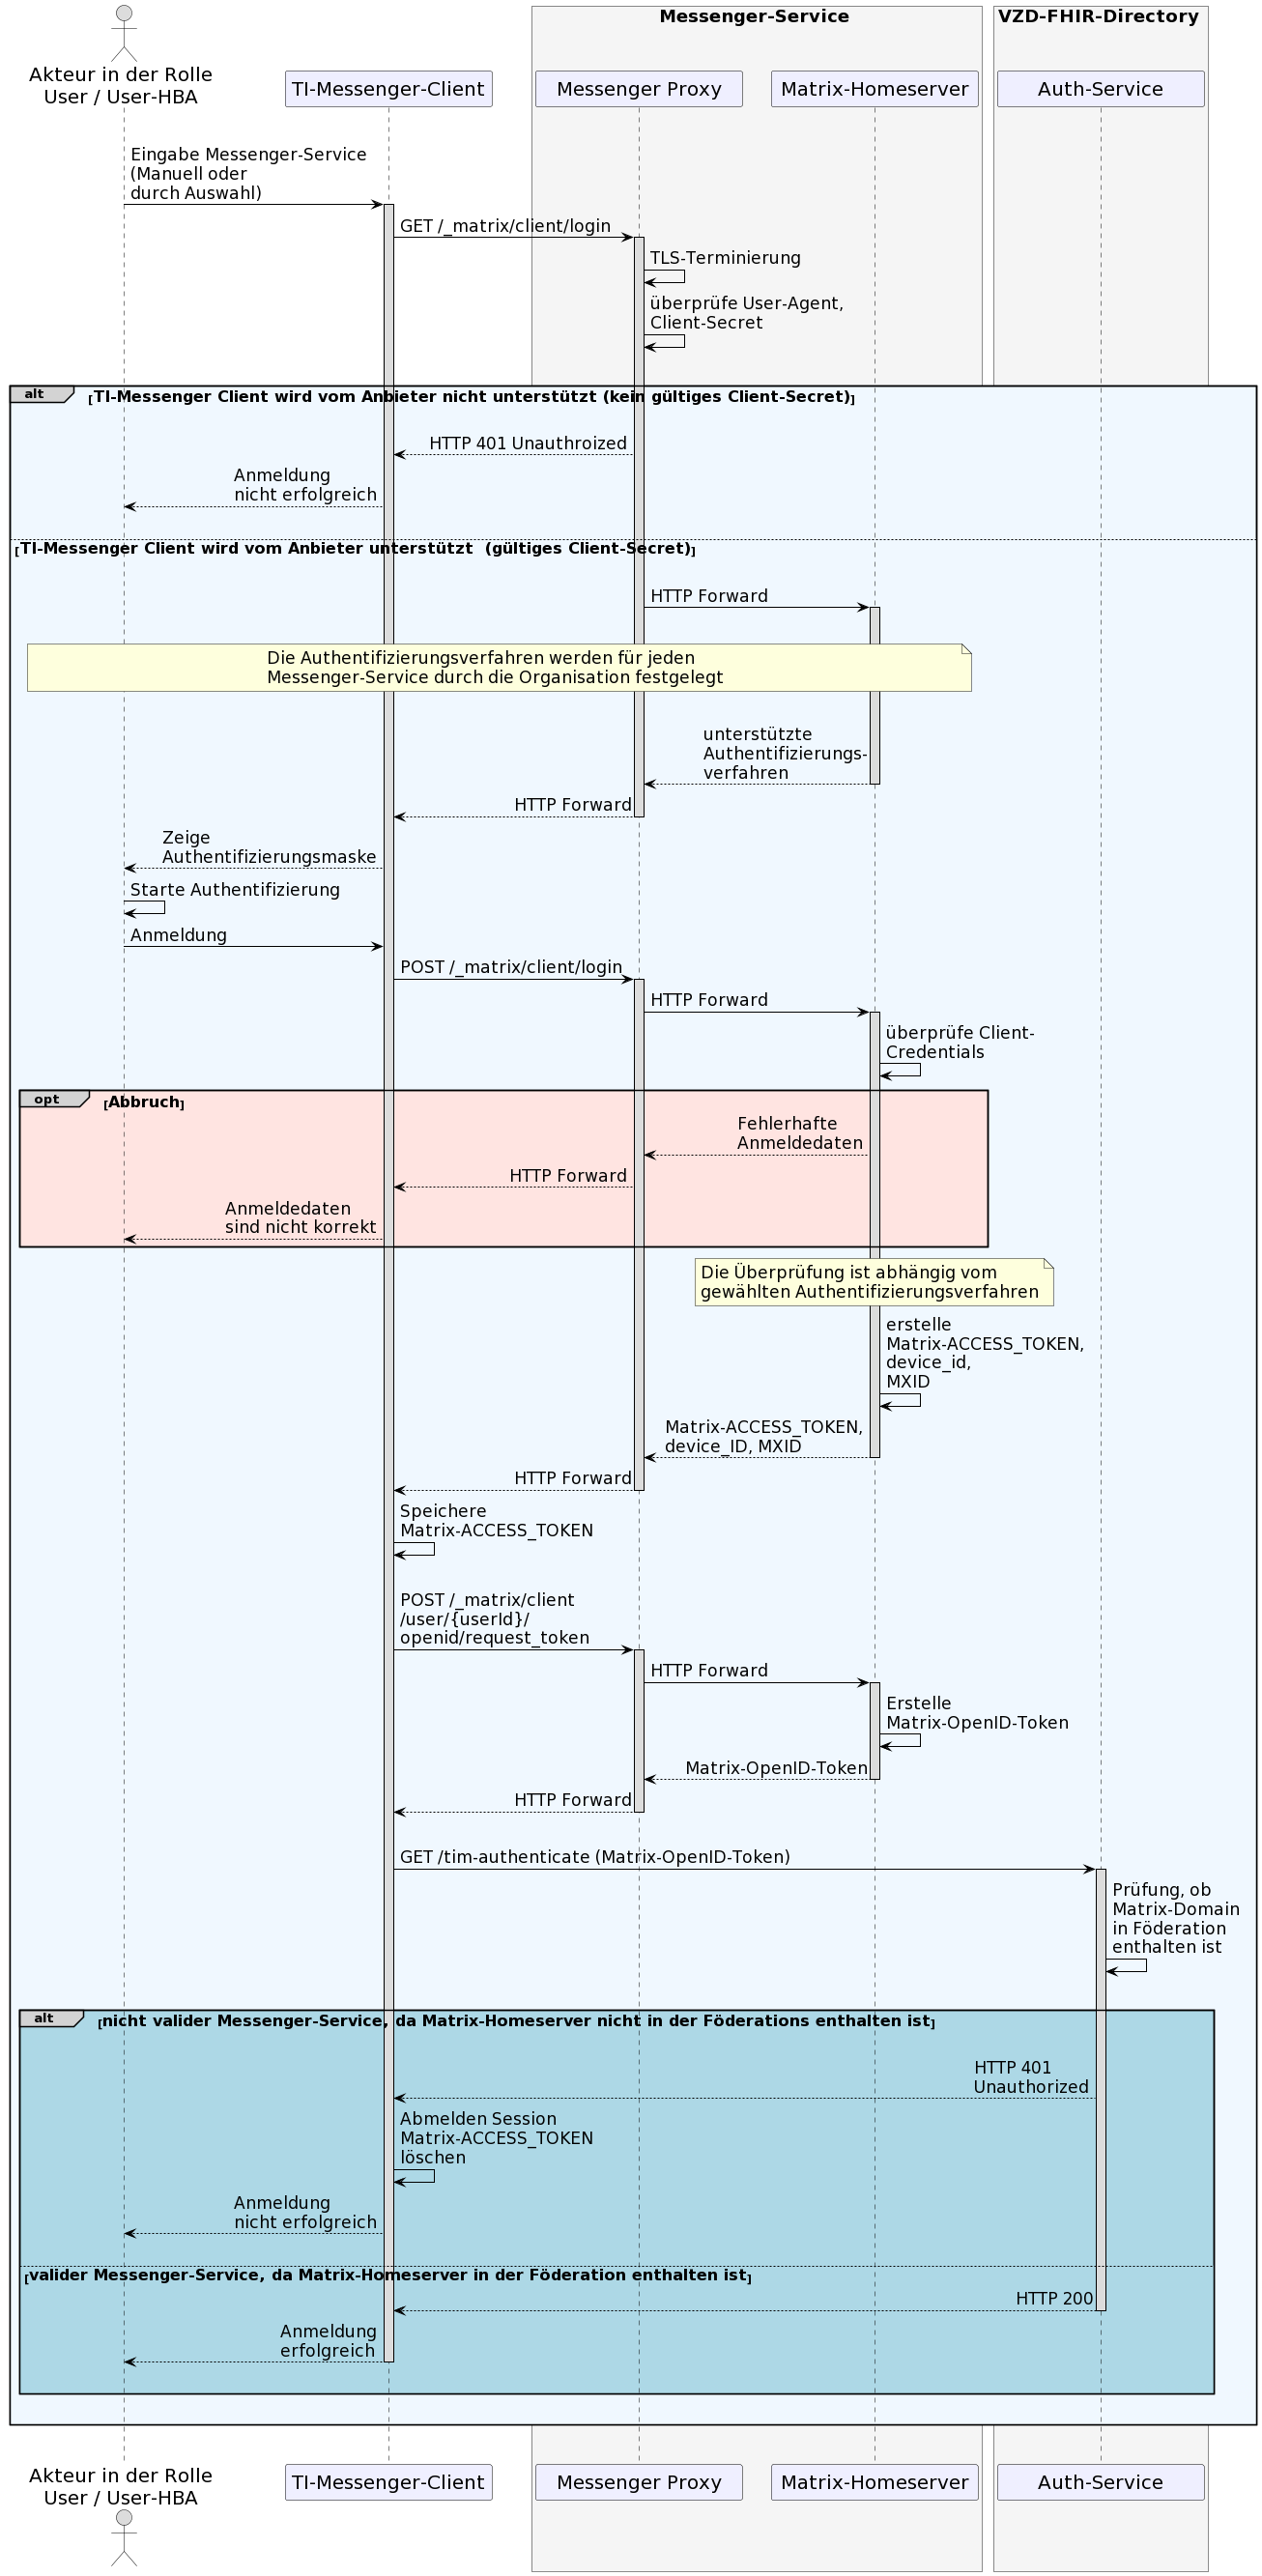 Messenger-Service
VZD-FHIR-Directory
Akteur in der Rolle
User / User-HBA
TI-Messenger-Client
Messenger Proxy
Matrix-Homeserver
Auth-Service
Eingabe Messenger-Service
(Manuell oder
durch Auswahl)
GET /_matrix/client/login
TLS-Terminierung
überprüfe User-Agent,
Client-Secret
alt
[TI-Messenger Client wird vom Anbieter nicht unterstützt (kein gültiges Client-Secret)]
HTTP 401 Unauthroized
Anmeldung
nicht erfolgreich
[TI-Messenger Client wird vom Anbieter unterstützt  (gültiges Client-Secret)]
HTTP Forward
Die Authentifizierungsverfahren werden für jeden
Messenger-Service durch die Organisation festgelegt
unterstützte
Authentifizierungs-
verfahren
HTTP Forward
Zeige
Authentifizierungsmaske
Starte Authentifizierung
Anmeldung
POST /_matrix/client/login
HTTP Forward
überprüfe Client-
Credentials
opt
[Abbruch]
Fehlerhafte
Anmeldedaten
HTTP Forward
Anmeldedaten
sind nicht korrekt
Die Überprüfung ist abhängig vom
gewählten Authentifizierungsverfahren
erstelle
Matrix-ACCESS_TOKEN,
device_id,
MXID
Matrix-ACCESS_TOKEN,
device_ID, MXID
HTTP Forward
Speichere
Matrix-ACCESS_TOKEN
POST /_matrix/client
/user/{userId}/
openid/request_token
HTTP Forward
Erstelle
Matrix-OpenID-Token
Matrix-OpenID-Token
HTTP Forward
GET /tim-authenticate (Matrix-OpenID-Token)
Prüfung, ob
Matrix-Domain
in Föderation
enthalten ist
alt
[nicht valider Messenger-Service, da Matrix-Homeserver nicht in der Föderations enthalten ist]
HTTP 401
Unauthorized
Abmelden Session
Matrix-ACCESS_TOKEN
löschen
Anmeldung
nicht erfolgreich
[valider Messenger-Service, da Matrix-Homeserver in der Föderation enthalten ist]
HTTP 200
Anmeldung
erfolgreich
Akteur in der Rolle
User / User-HBA
TI-Messenger-Client
Messenger Proxy
Matrix-Homeserver
Auth-Service